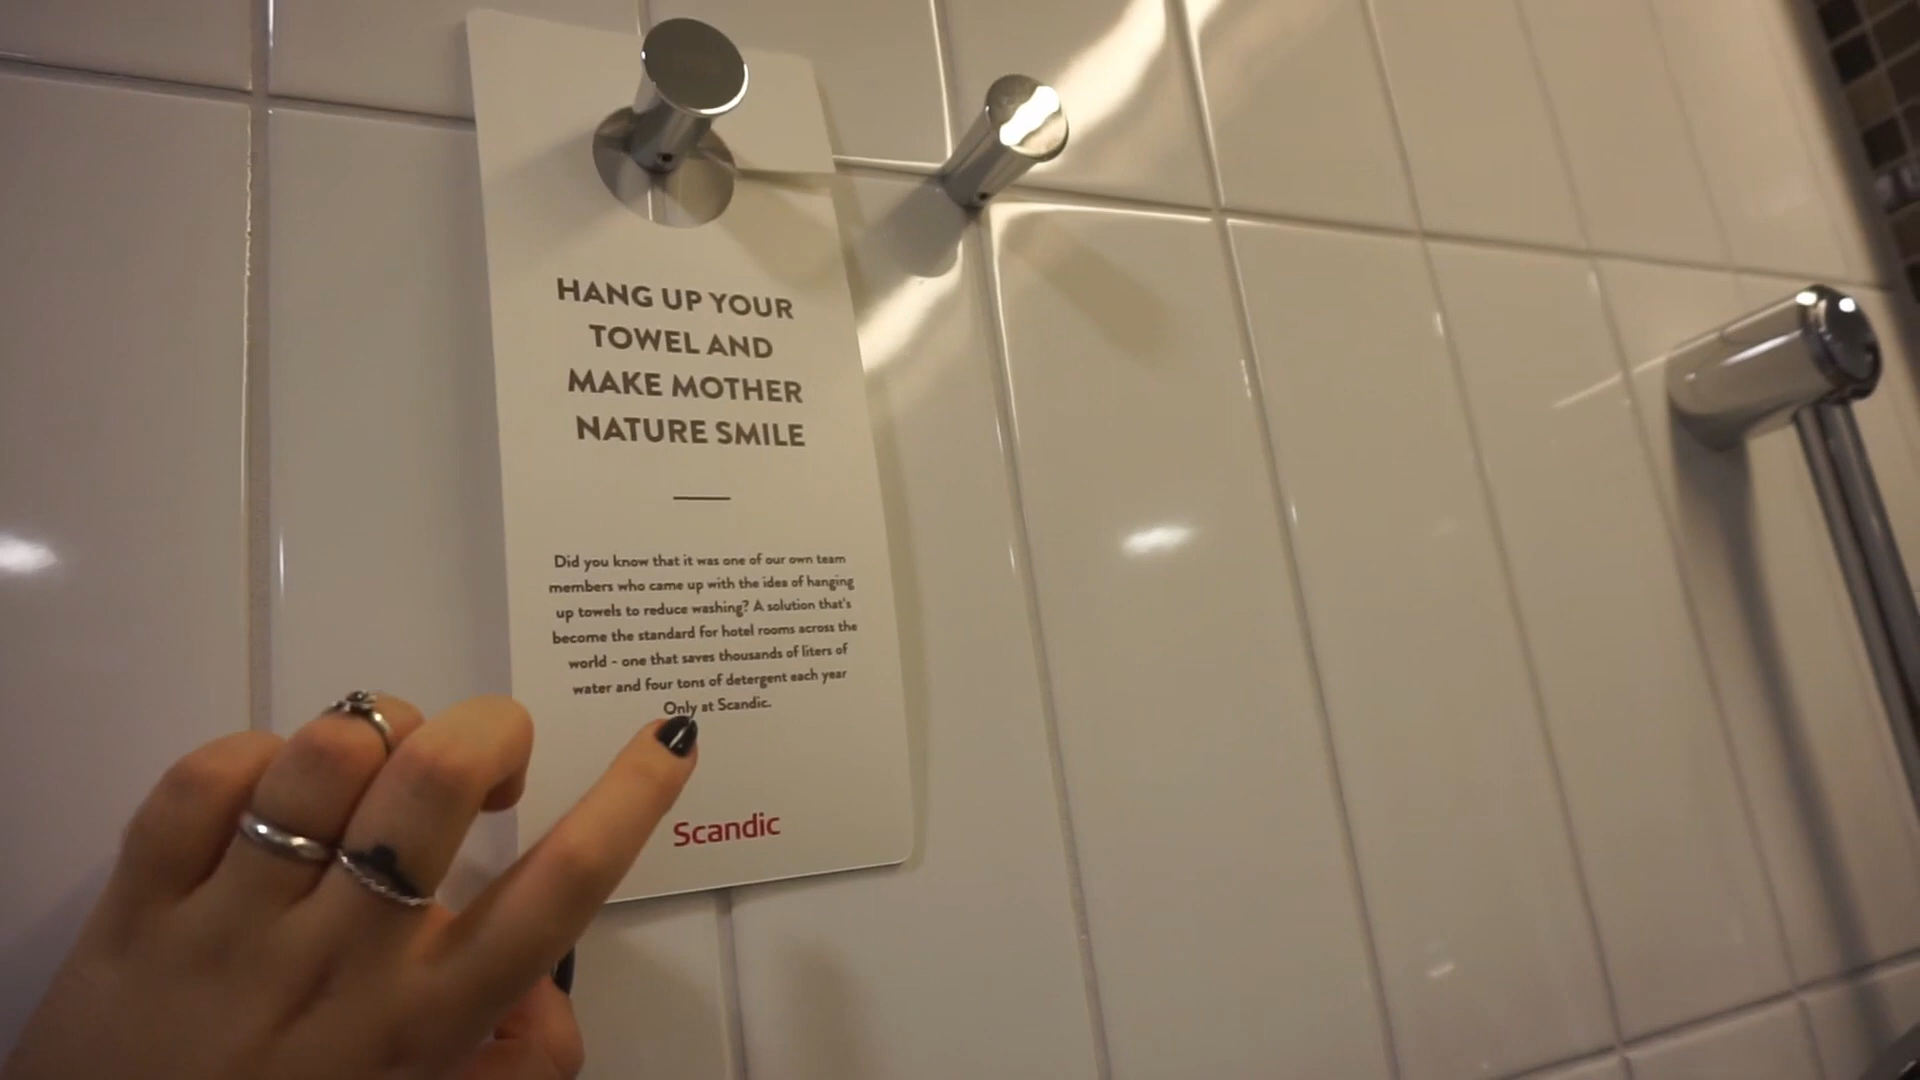 HANG UP YOUR
TOWEL AND
MAKE MOTHER
NATURE SMILE
Did you know that it was one of our own team
members who came up with the idea of hanging
up towels to reduce washing? A solution that's
become the standard for hotel rooms across the
world - one that saves thousands of liters of
water and four tons of detergent each year
Only at Scandic.
Scandic